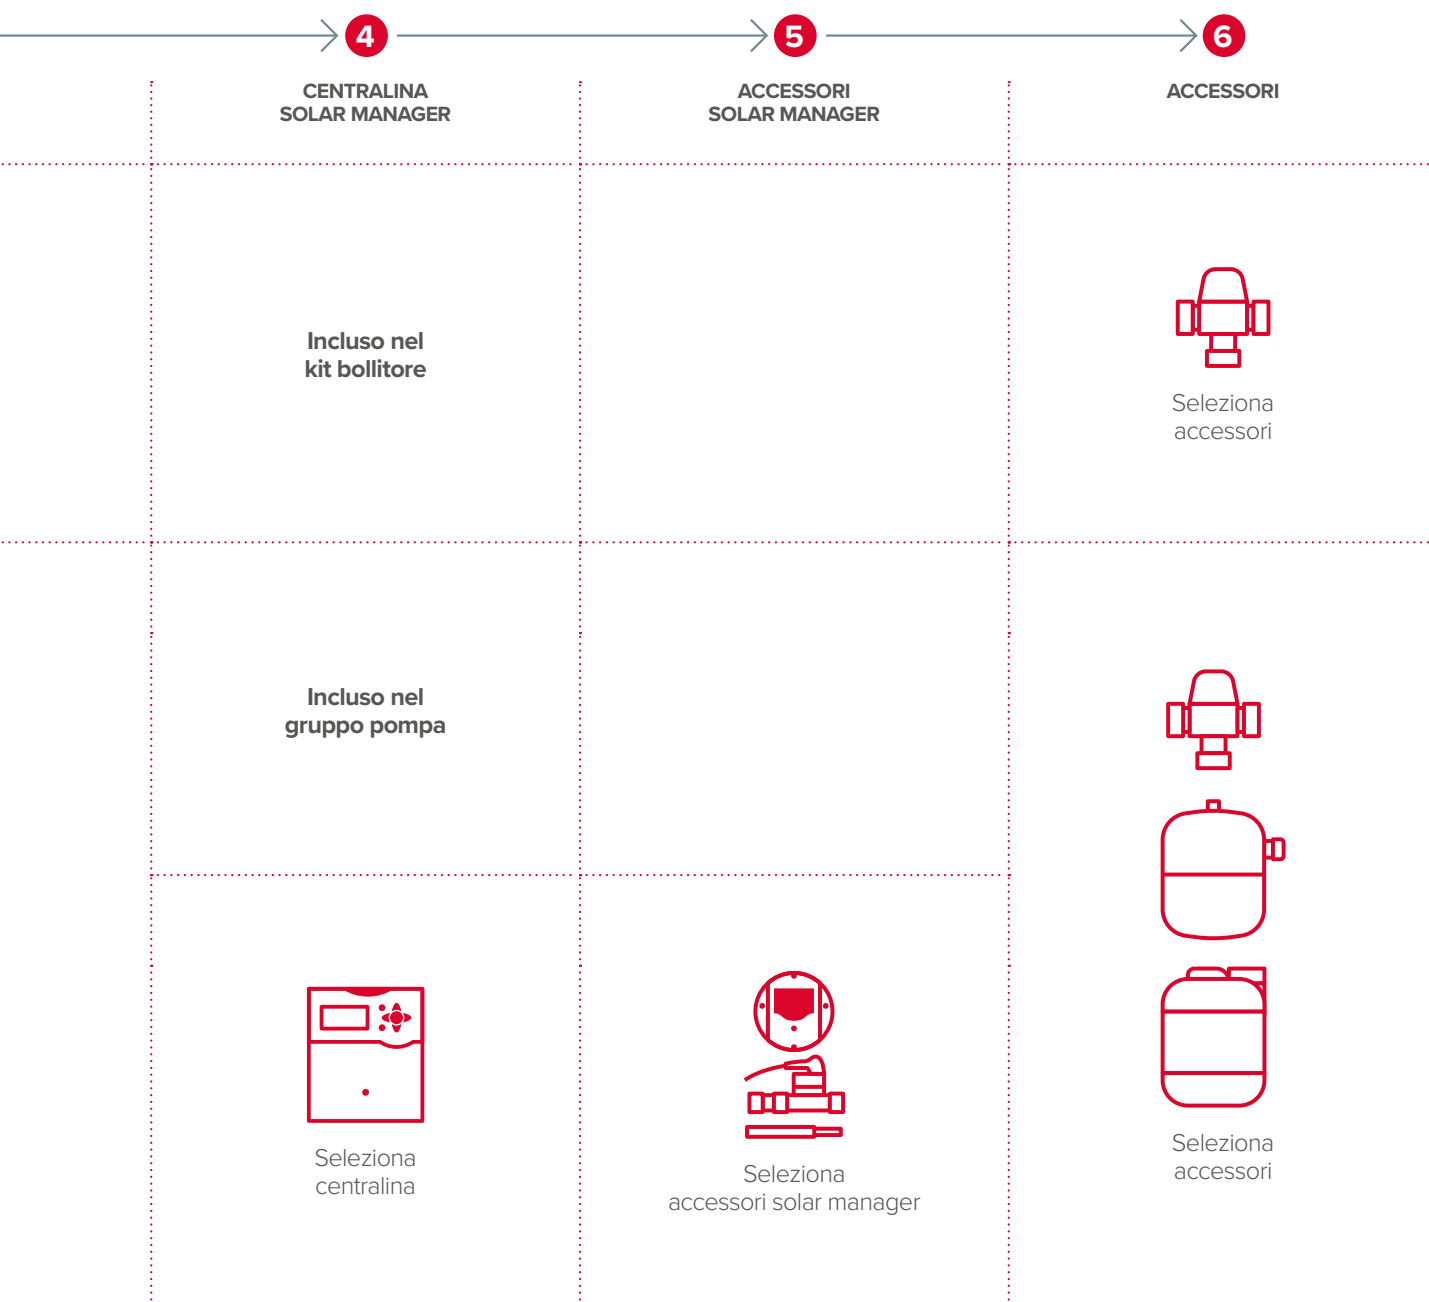 4
5
6
CENTRALINA
SOLAR MANAGER
ACCESSORI
SOLAR MANAGER
ACCESSORI
Incluso nel
kit bollitore
Seleziona
accessori
Incluso nel
gruppo pompa
Seleziona
centralina
Seleziona
accessori solar manager
Seleziona
accessori